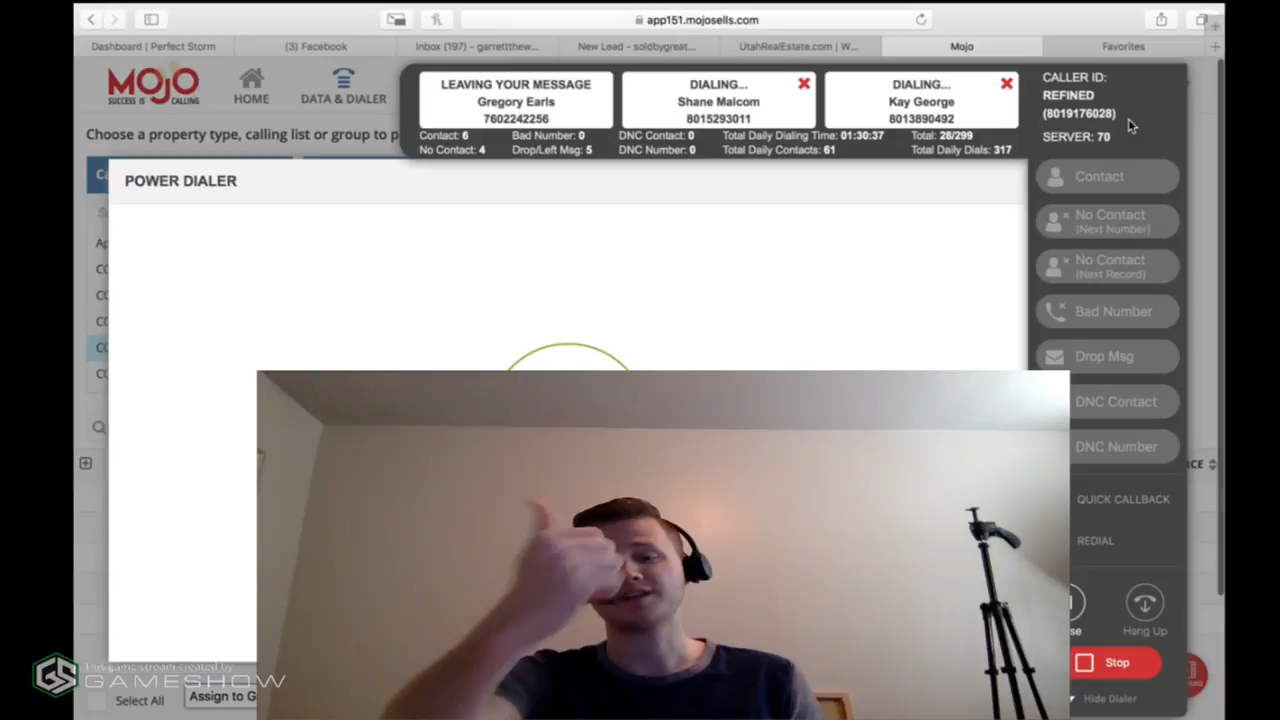 app151.mojosells.com
Dashboard | Perfect Storm
(3) Facebook
Inbox (197) - garrettthew...
New Lead - soldbygreat...
UtahRealEstate.com | W...
Mojo
Favorites
MOJO
SUCCESS IS CALLING
HOME
DATA & DIALER
LEAVING YOUR MESSAGE
Gregory Earls
7602242256
DIALING...
Shane Malcom
8015293011
DIALING...
Kay George
8013890492
CALLER ID:
REFINED
(8019176028)
SERVER: 70
Contact: 6
Bad Number: 0
DNC Contact: 0
Total Daily Dialing Time: 01:30:37
Total: 28/299
No Contact: 4
Drop/Left Msg: 5
DNC Number: 0
Total Daily Contacts: 61
Total Daily Dials: 317
Choose a property type, calling list or group to p
POWER DIALER
Contact
No Contact
(Next Number)
No Contact
(Next Record)
Bad Number
Drop Msg
DNC Contact
DNC Number
QUICK CALLBACK
REDIAL
Hang Up
Stop
Hide Dialer
GS
This game stream created by
GAMESHOW
Select All
Assign to G